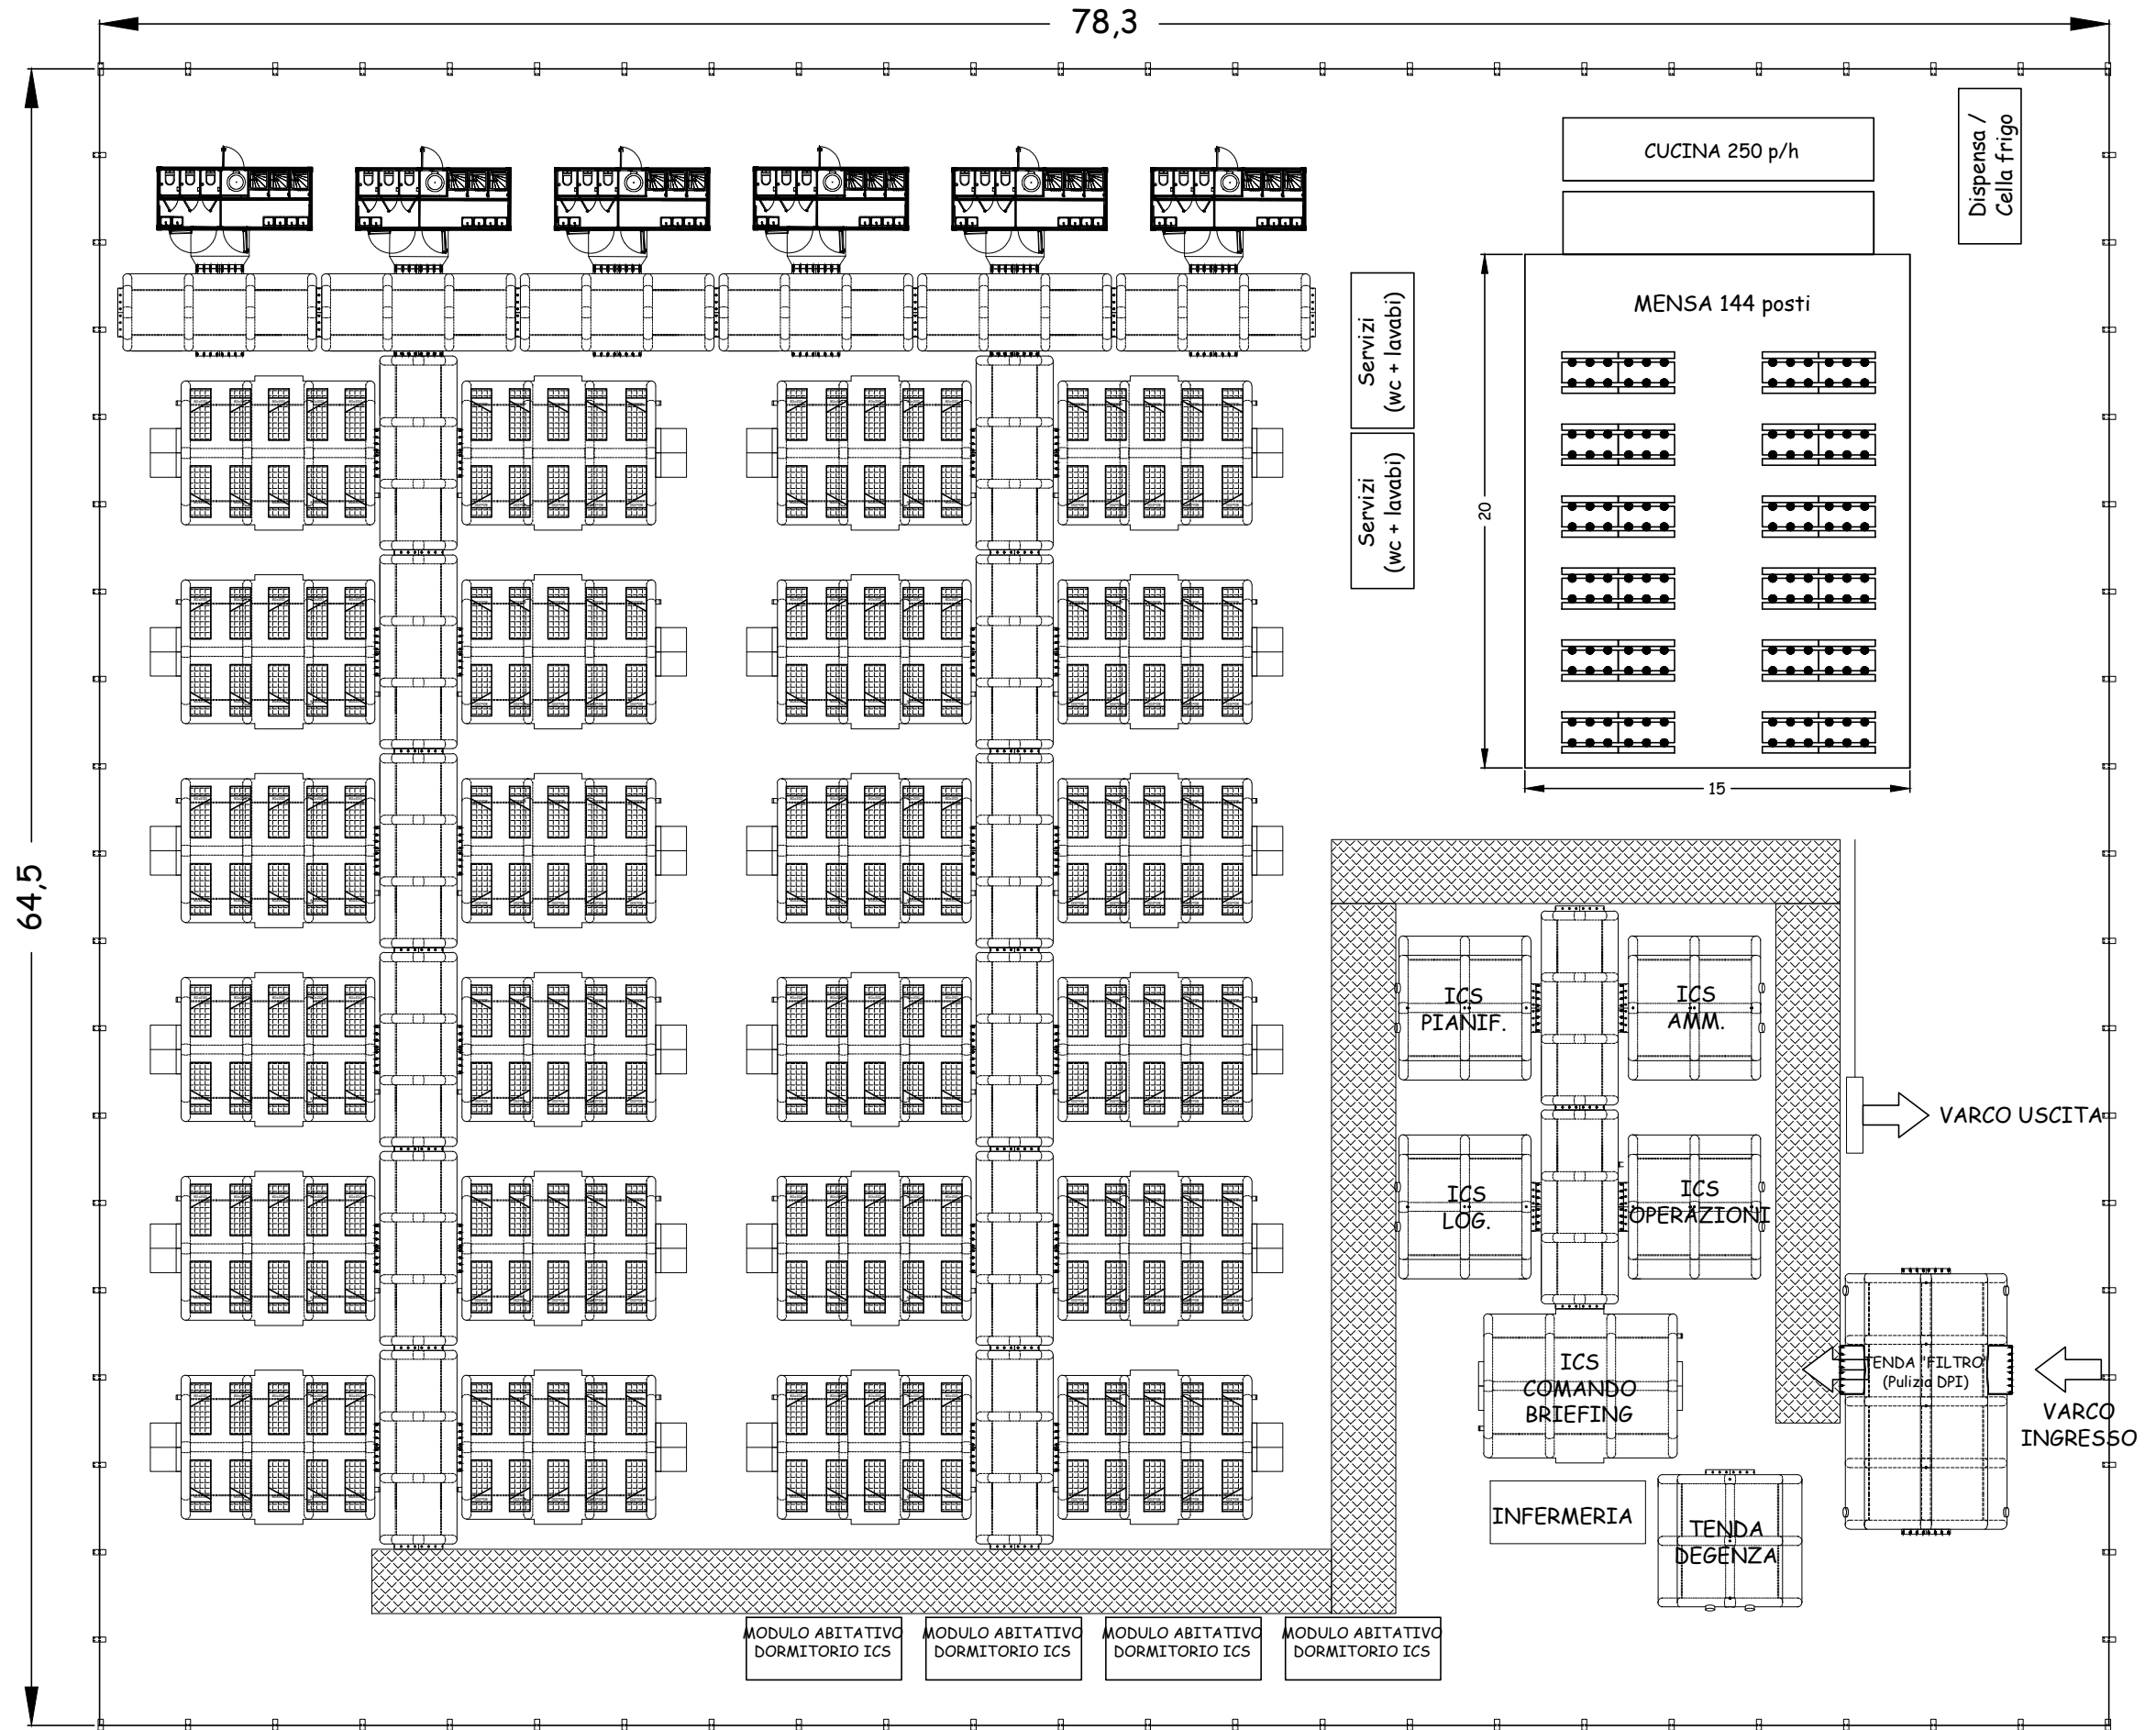 78,3
64,5
CUCINA 250 p/h
Dispensa /
Cella frigo
MENSA 144 posti
Servizi
(wc + lavabi)
Servizi
(wc + lavabi)
20
15
ICS
PIANIF.
ICS
AMM.
VARCO USCITA
ICS
LOG.
ICS
OPERAZIONI
ICS
COMANDO
BRIEFING
TENDA "FILTRO"
(Pulizia DPI)
VARCO
INGRESSO
INFERMERIA
TENDA
DEGENZA
MODULO ABITATIVO
DORMITORIO ICS
MODULO ABITATIVO
DORMITORIO ICS
MODULO ABITATIVO
DORMITORIO ICS
MODULO ABITATIVO
DORMITORIO ICS